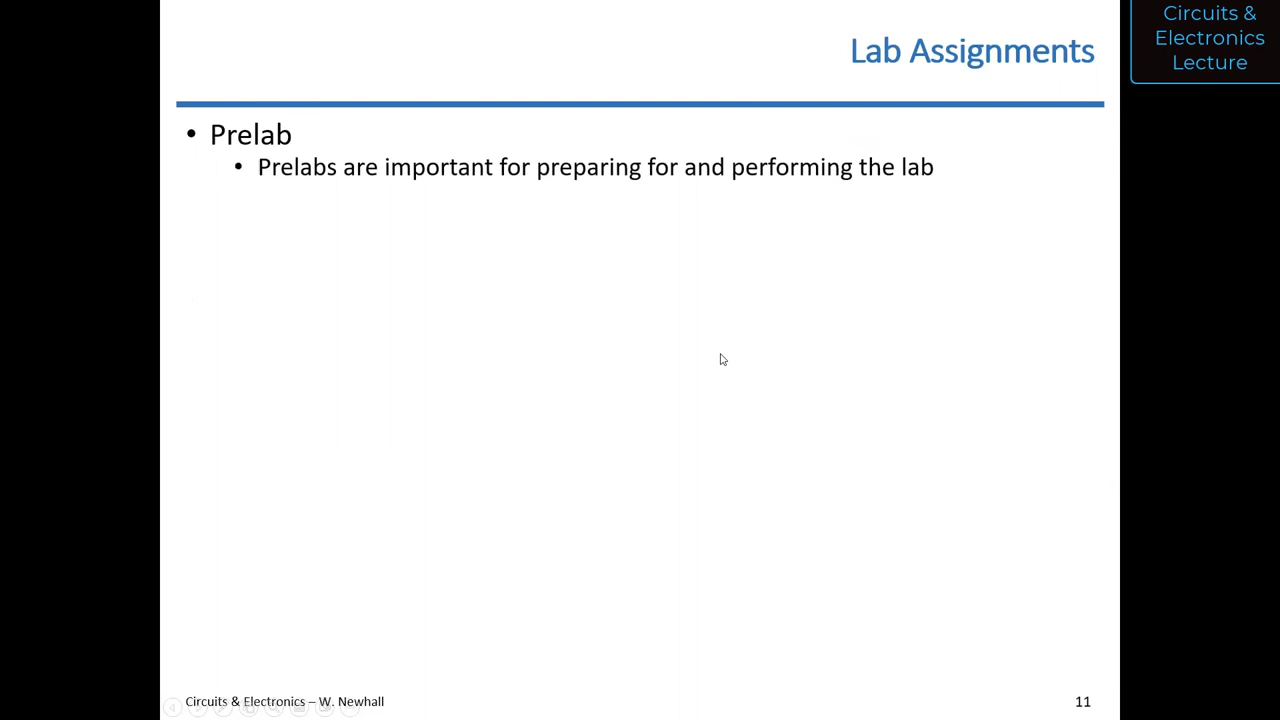 Circuits &
Electronics
Lecture
Lab Assignments
• Prelab
• Prelabs are important for preparing for and performing the lab
Circuits & Electronics – W. Newhall
11